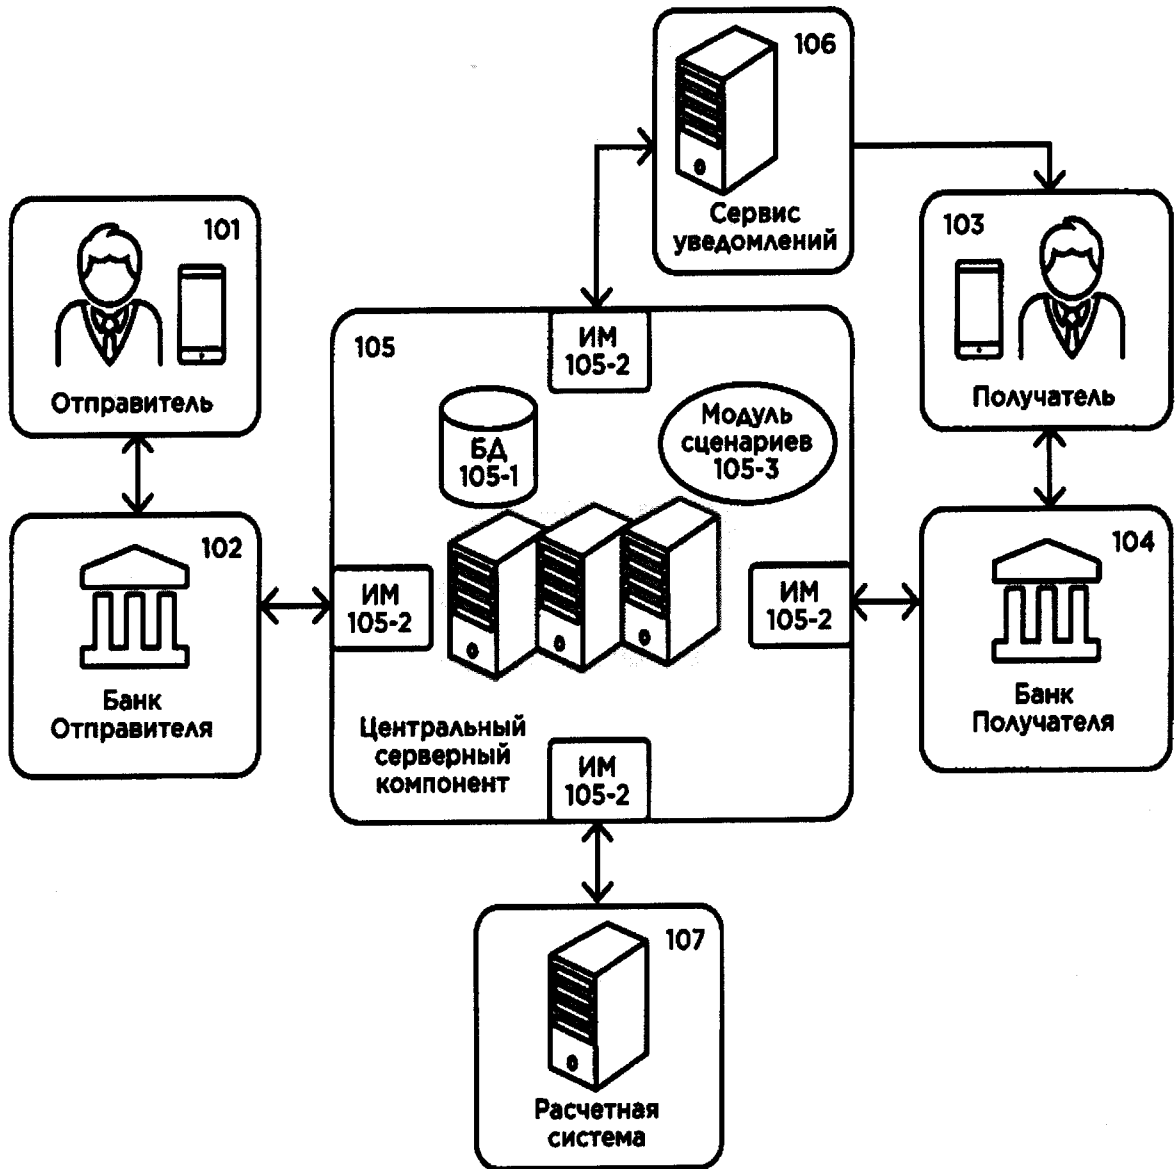 106
Сервис
уведомлений
101
Отправитель
103
Получатель
105
ИМ
105-2
БД
105-1
Модуль
сценариев
105-3
102
Банк
Отправителя
ИМ
105-2
ИМ
105-2
104
Банк
Получателя
Центральный
серверный
компонент
ИМ
105-2
107
Расчетная
система